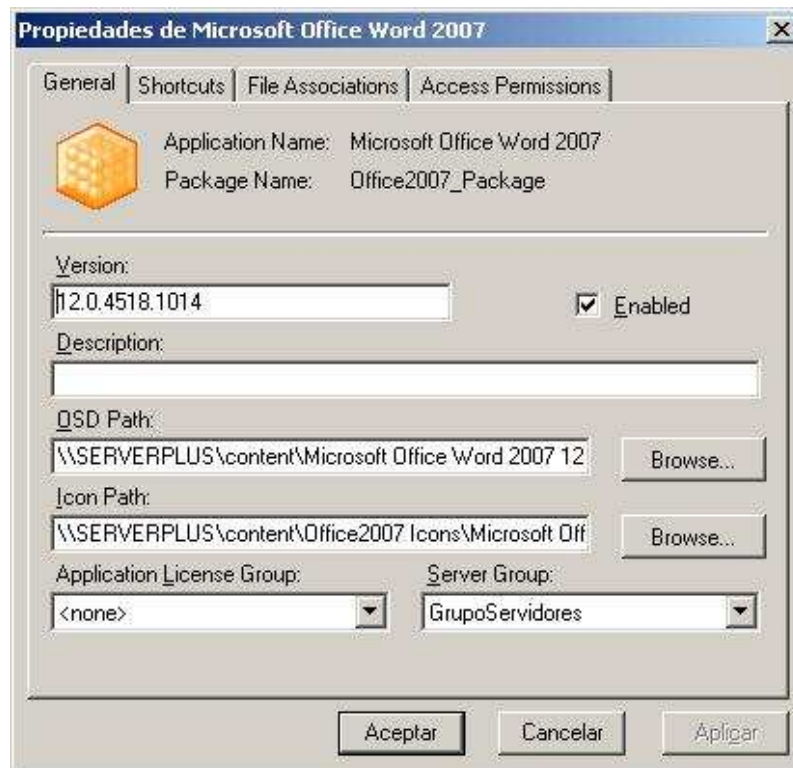 Propiedades de Microsoft Office Word 2007
General Shortcuts File Associations Access Permissions
Application Name: Microsoft Office Word 2007
Package Name: Office2007_Package
Version:
12.0.4518.1014
Enabled
Description:
OSD Path:
\\SERVERPLUS\content\Microsoft Office Word 2007 12
Browse...
Icon Path:
\\SERVERPLUS\content\Office2007 Icons\Microsoft Off
Browse...
Application License Group: Server Group:
<none> GrupoServidores
Aceptar Cancelar Aplicar